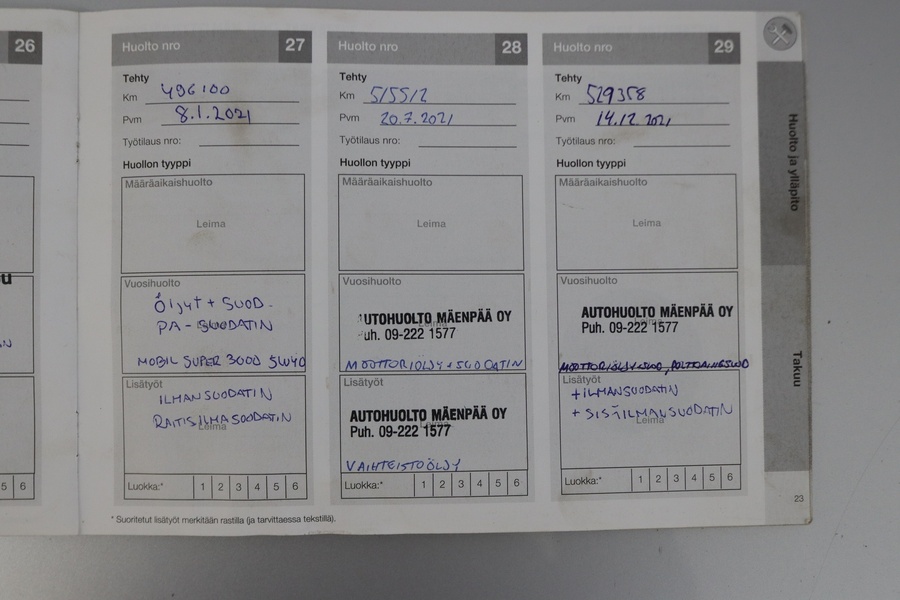 26
5 6
Huolto nro 27
Tehty
Km 496100
Pvm 8.1.2021
Työtilaus nro:
Huollon tyyppi
Määräaikaishuolto
Leima
Vuosihuolto
Öljyt + SUOD.
PA-SUODATIN
MOBIL SUPER 3000 5W40
Lisätyöt
ILMANSUODATIN
RAITISILMASUODATIN
Leima
Luokka:* 1 2 3 4 5 6
Huolto nro 28
Tehty
Km 515512
Pvm 20.7.2021
Työtilaus nro:
Huollon tyyppi
Määräaikaishuolto
Leima
Vuosihuolto
AUTOHUOLTO MÄENPÄÄ OY
Puh. 09-222 1577
MOOTTORIÖLJY+SUODATIN
Lisätyöt
AUTOHUOLTO MÄENPÄÄ OY
Puh. 09-222 1577
VAIHTEISTOÖLJY
Luokka:* 1 2 3 4 5 6
Huolto nro 29
Tehty
Km 529358
Pvm 14.12.2021
Työtilaus nro:
Huollon tyyppi
Määräaikaishuolto
Leima
Vuosihuolto
AUTOHUOLTO MÄENPÄÄ OY
Puh. 09-222 1577
MOOTTORIÖLJY+SUOD, POLTTOAINESUOD
Lisätyöt
+ILMANSUODATIN
+ SISÄILMANSUODATIN
Leima
Luokka:* 1 2 3 4 5 6
* Suoritetut lisätyöt merkitään rastilla (ja tarvittaessa tekstillä).
Huolto ja ylläpito
Takuu
23